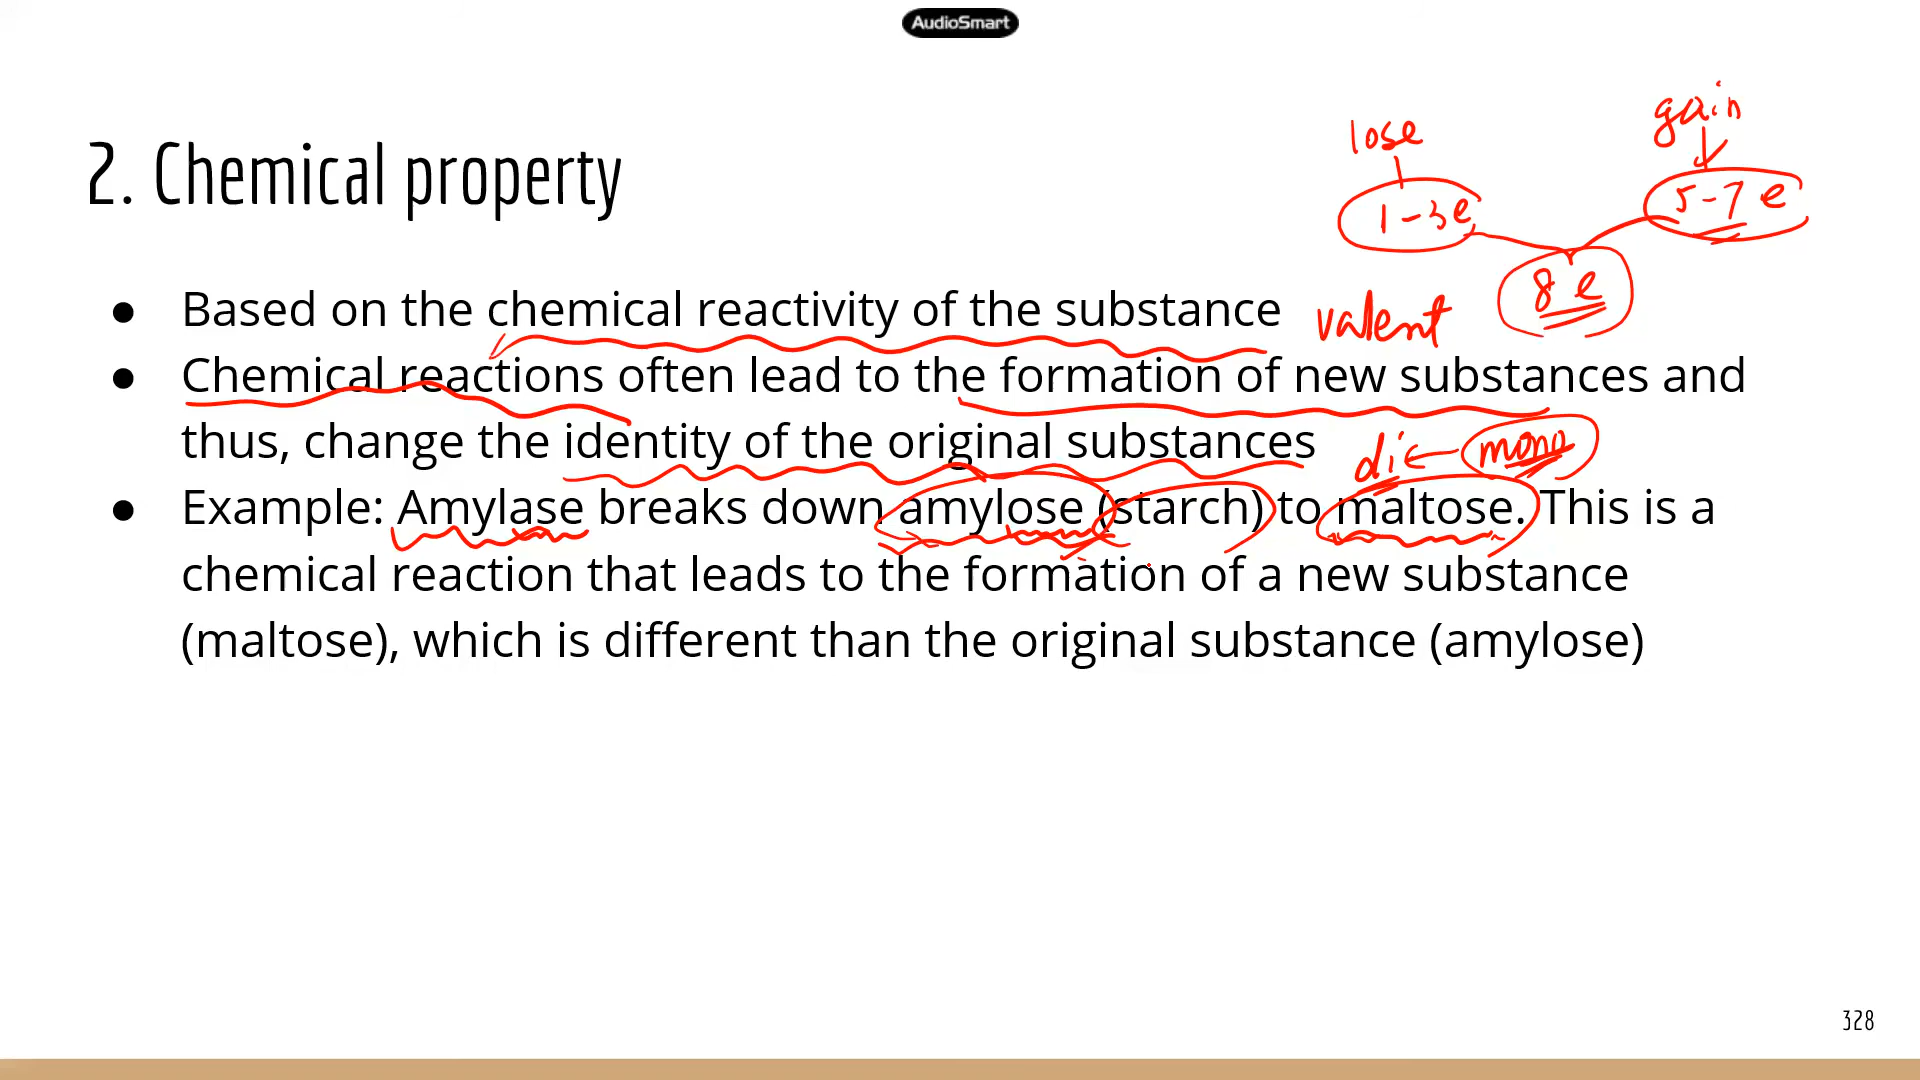 AudioSmart
2. Chemical property
lose
gain
1-3e
5-7 e
8 e
valent
● Based on the chemical reactivity of the substance
● Chemical reactions often lead to the formation of new substances and
thus, change the identity of the original substances
di ← mono
● Example: Amylase breaks down amylose (starch) to maltose. This is a
chemical reaction that leads to the formation of a new substance
(maltose), which is different than the original substance (amylose)
328